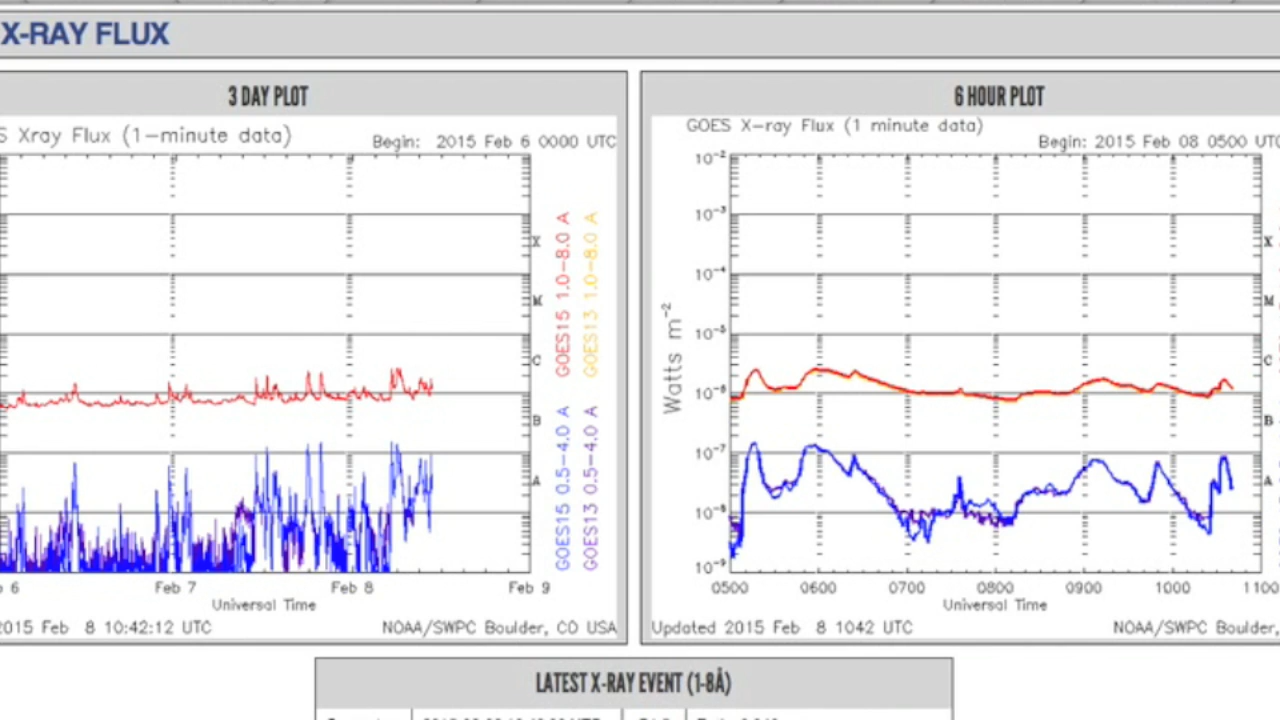 X-RAY FLUX
3 DAY PLOT
S Xray Flux (1-minute data)
Begin: 2015 Feb 6 0000 UTC
X
M
C
B
A
GOES15 1.0-8.0 A
GOES13 1.0-8.0 A
GOES15 0.5-4.0 A
GOES13 0.5-4.0 A
6
Feb 7
Feb 8
Feb 9
Universal Time
2015 Feb 8 10:42:12 UTC
NOAA/SWPC Boulder, CO USA
6 HOUR PLOT
GOES X-ray Flux (1 minute data)
Begin: 2015 Feb 08 0500 UTC
Watts m⁻²
10⁻²
10⁻³
10⁻⁴
10⁻⁵
10⁻⁶
10⁻⁷
10⁻⁸
10⁻⁹
X
M
C
B
A
0500
0600
0700
0800
0900
1000
1100
Universal Time
Updated 2015 Feb 8 1042 UTC
NOAA/SWPC Boulder,
LATEST X-RAY EVENT (1-8Å)